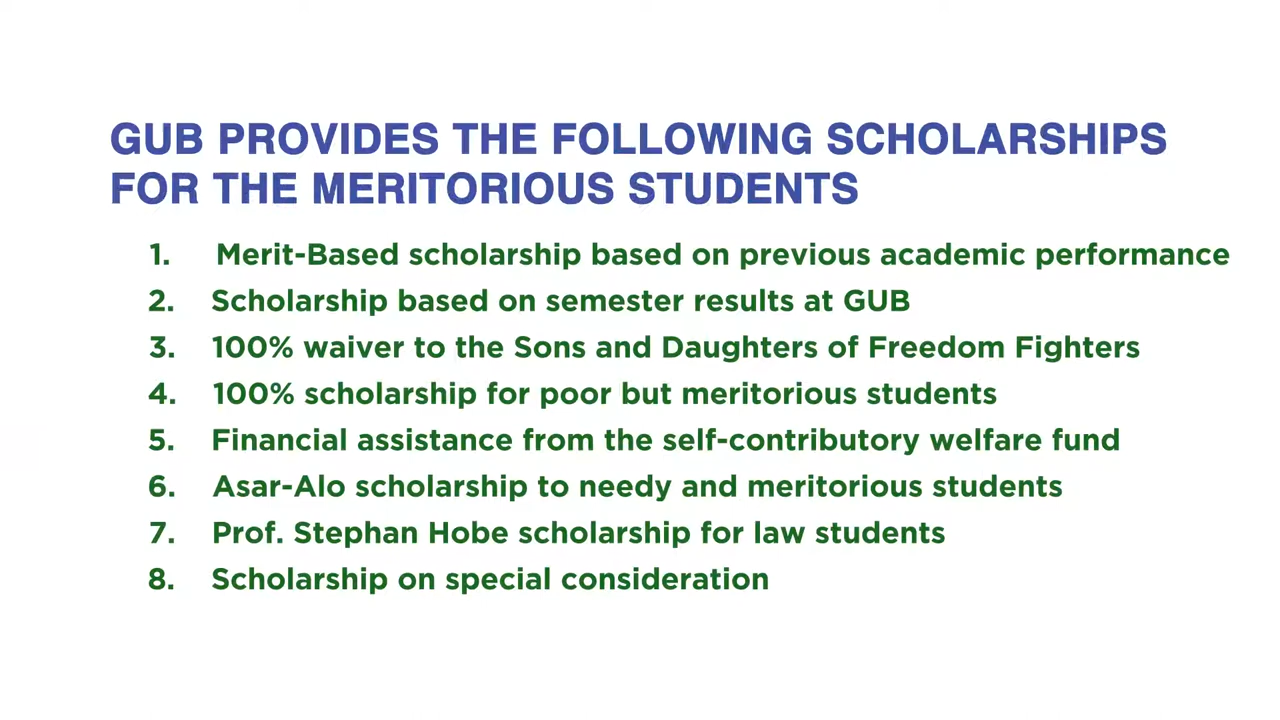 GUB PROVIDES THE FOLLOWING SCHOLARSHIPS
FOR THE MERITORIOUS STUDENTS
1. Merit-Based scholarship based on previous academic performance
2. Scholarship based on semester results at GUB
3. 100% waiver to the Sons and Daughters of Freedom Fighters
4. 100% scholarship for poor but meritorious students
5. Financial assistance from the self-contributory welfare fund
6. Asar-Alo scholarship to needy and meritorious students
7. Prof. Stephan Hobe scholarship for law students
8. Scholarship on special consideration